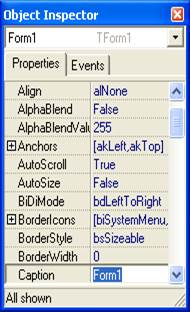 Object Inspector
Form1 TForm1
Properties Events
Align alNone
AlphaBlend False
AlphaBlendVal 255
Anchors [akLeft,akTop]
AutoScroll True
AutoSize False
BiDiMode bdLeftToRight
BorderIcons [biSystemMenu,
BorderStyle bsSizeable
BorderWidth 0
Caption Form1
All shown